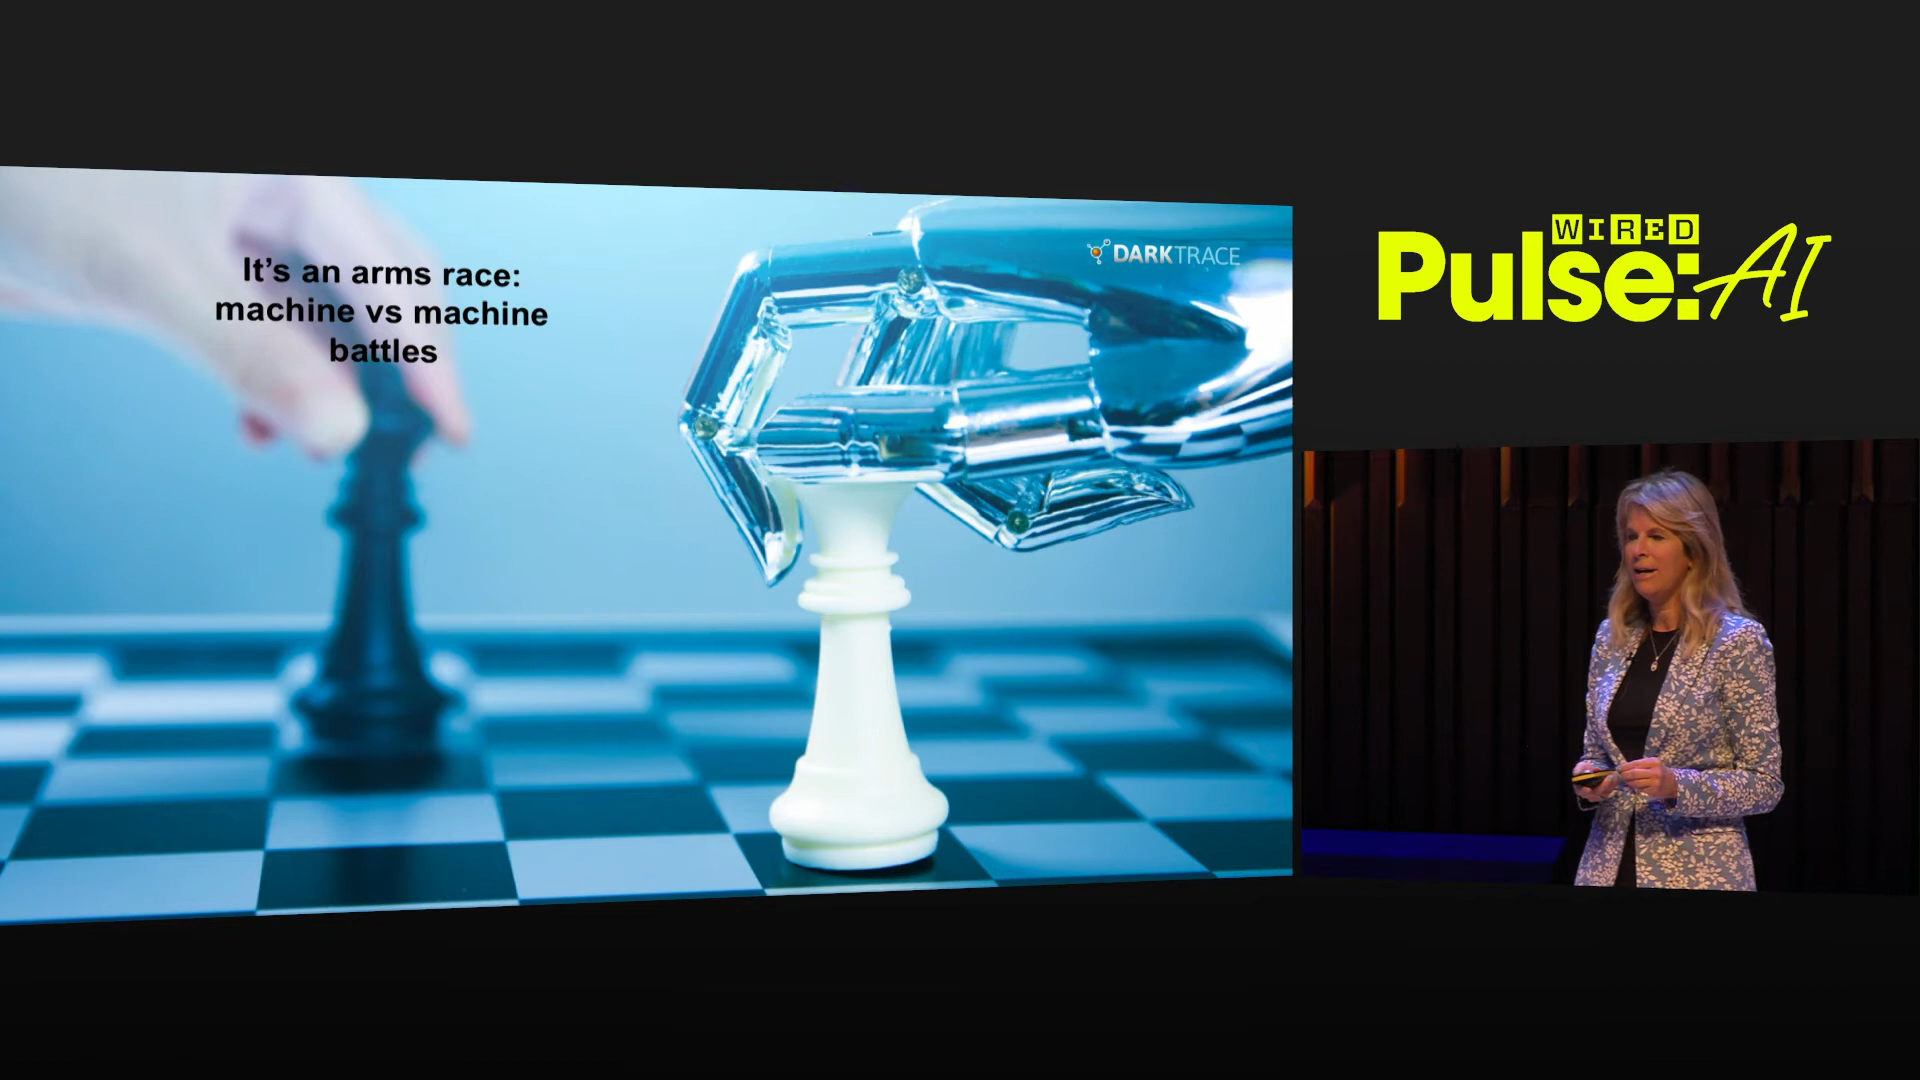 It's an arms race:
machine vs machine
battles
DARKTRACE
WIRED
Pulse:AI